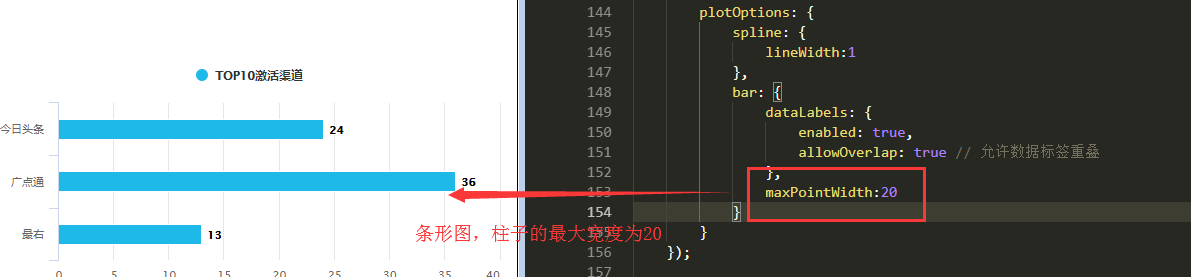 TOP10激活渠道
今日头条
24
广点通
36
最右
13
0
5
10
15
20
25
30
35
40
条形图，柱子的最大宽度为20
144 plotOptions: {
145 spline: {
146 lineWidth:1
147 },
148 bar: {
149 dataLabels: {
150 enabled: true,
151 allowOverlap: true // 允许数据标签重叠
152 },
153 maxPointWidth:20
154 }
155 }
156 });
157